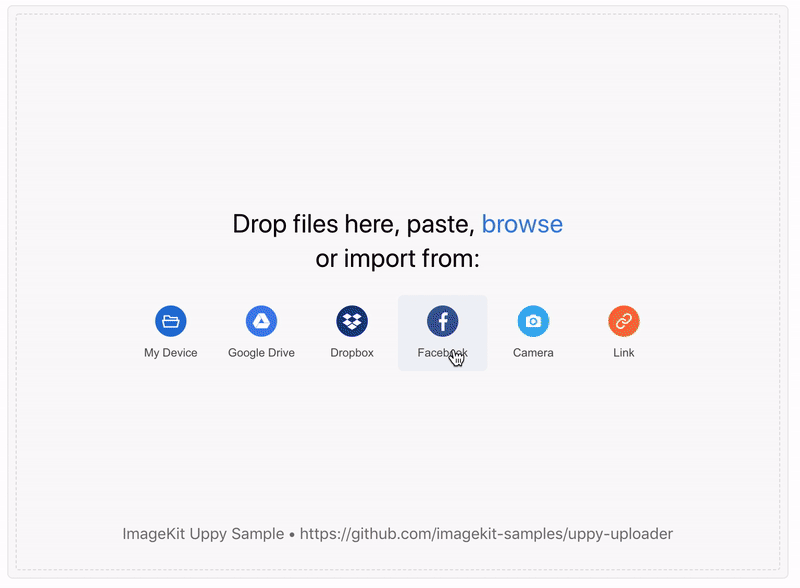 Drop files here, paste, browse
or import from:
My Device Google Drive Dropbox Facebook Camera Link
ImageKit Uppy Sample • https://github.com/imagekit-samples/uppy-uploader